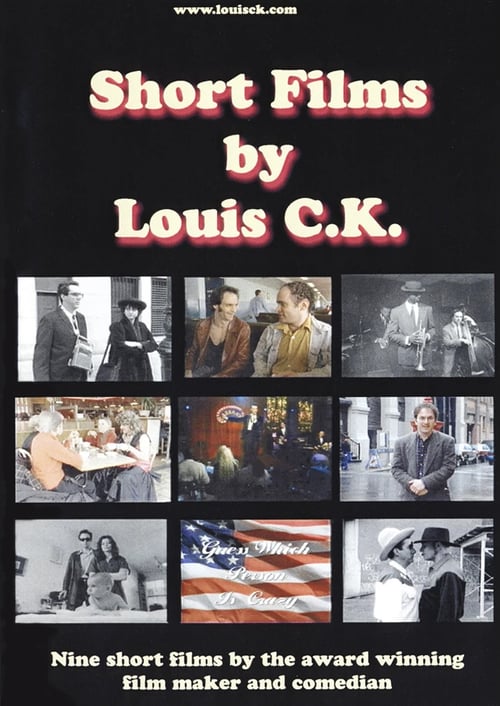 www.louisck.com
Short Films
by
Louis C.K.
Guess Which
Person
Is Crazy
Nine short films by the award winning
film maker and comedian